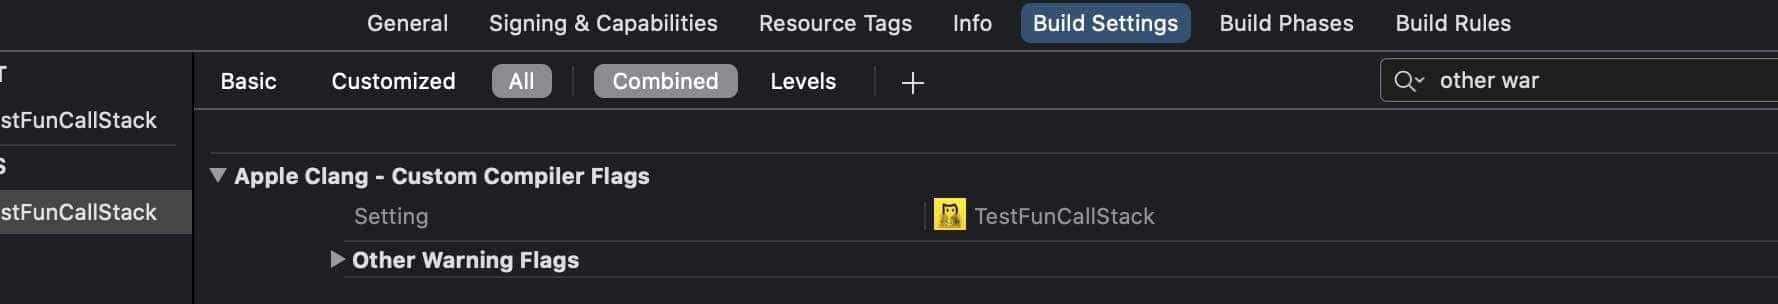 General Signing & Capabilities Resource Tags Info Build Settings Build Phases Build Rules
T
Basic Customized All Combined Levels other war
stFunCallStack
S
Apple Clang - Custom Compiler Flags
stFunCallStack
Setting TestFunCallStack
Other Warning Flags